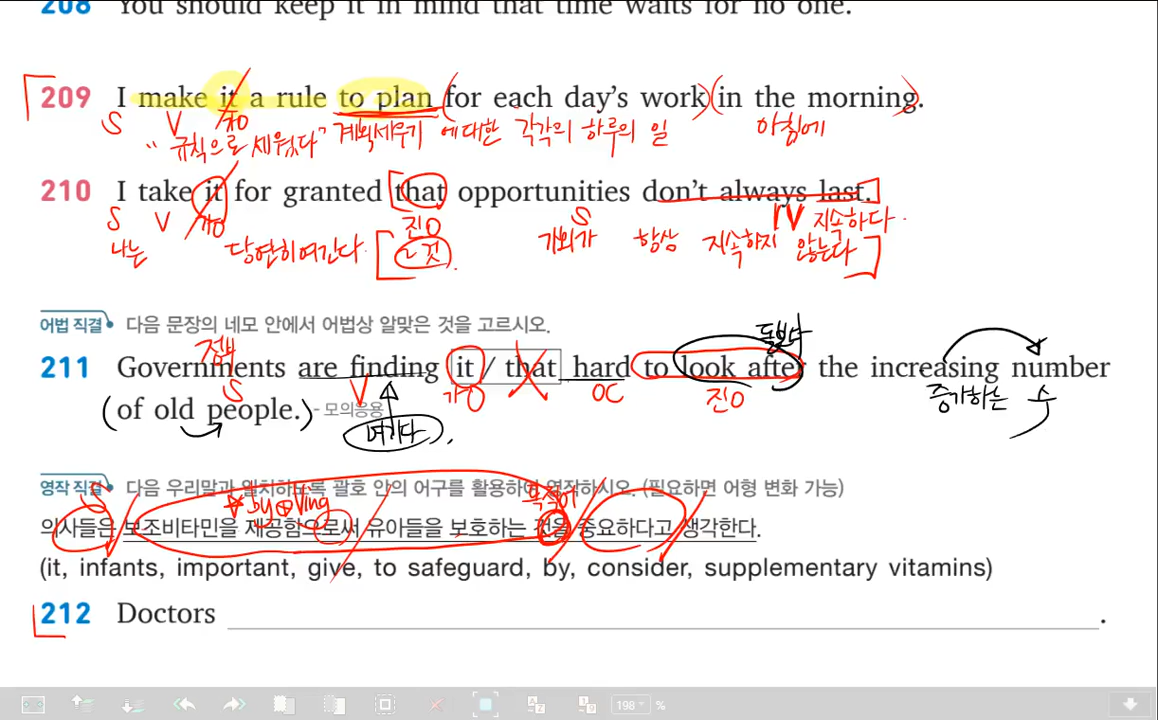 208 You should keep it in mind that time waits for no one.
209 I make it a rule to plan (for each day's work) (in the morning).
S V 가O "규칙으로 세웠다" 계획세우기 에대한 각각의 하루의 일 아침에
210 I take it for granted [that opportunities don't always last.]
S V 가O 진O S rV 지속하다.
나는 당연히여긴다. [그것). 기회가 항상 지속하지 않는다]
어법 직결 다음 문장의 네모 안에서 어법상 알맞은 것을 고르시오.
정부 돌보다
211 Governments are finding it / that hard to look after the increasing number
S V 가O OC 진O 증가하는 수
(of old people.) - 모의응용
여기다.
영작 직결 다음 우리말과 일치하도록 괄호 안의 어구를 활용하여 영작하시오. (필요하면 어형 변화 가능)
S by Ving 목적어
의사들은 보조비타민을 제공함으로써 유아들을 보호하는 것을 중요하다고 생각한다.
(it, infants, important, give, to safeguard, by, consider, supplementary vitamins)
212 Doctors .
198 %